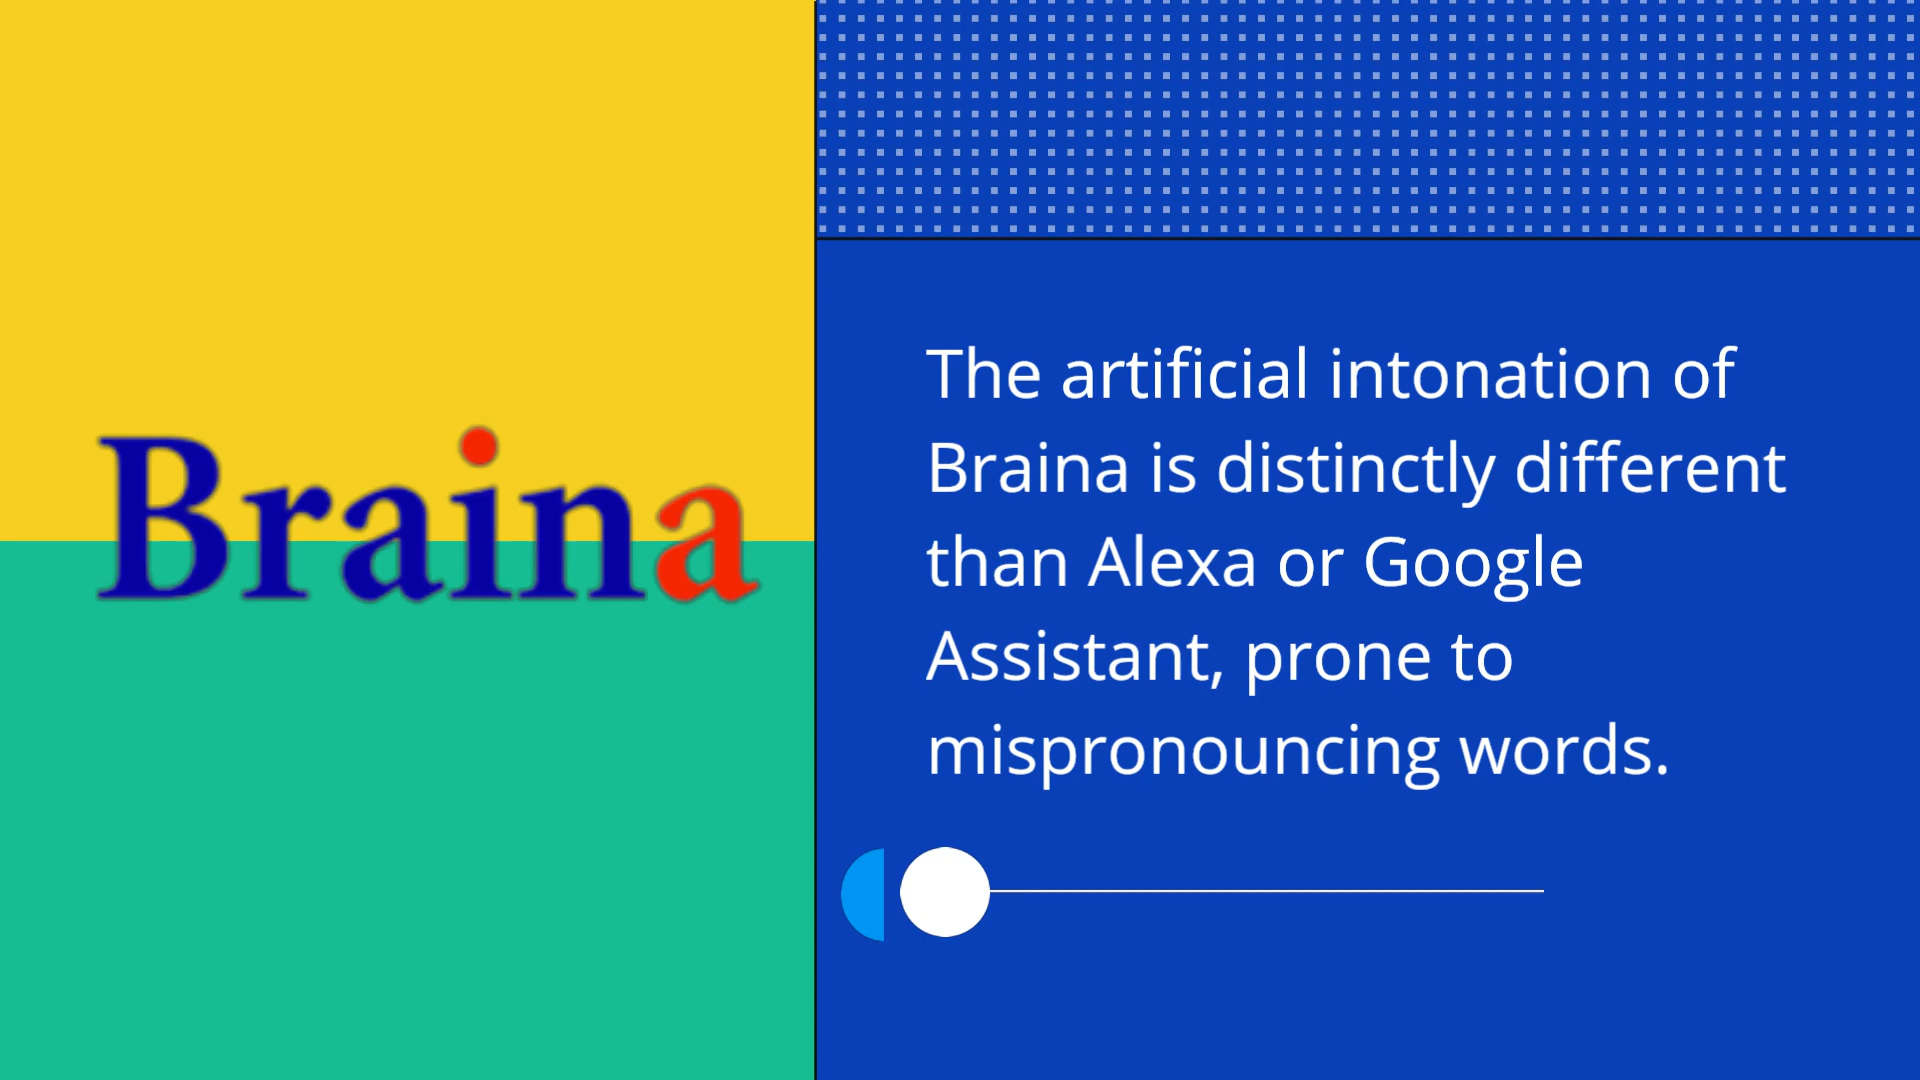 Braina
The artificial intonation of
Braina is distinctly different
than Alexa or Google
Assistant, prone to
mispronouncing words.